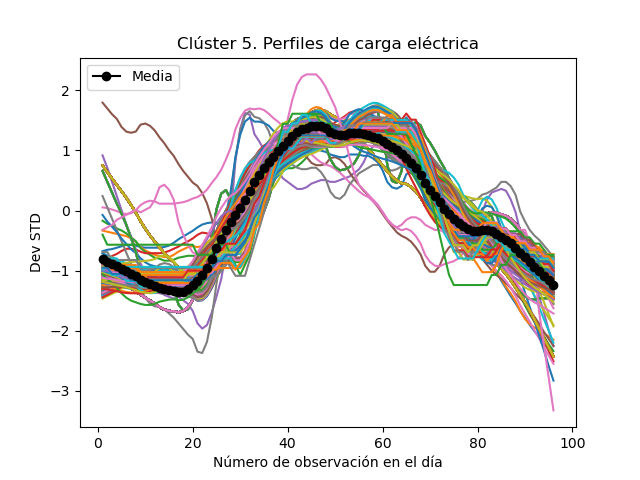 Clúster 5. Perfiles de carga eléctrica
Media
Dev STD
2
1
0
−1
−2
−3
0 20 40 60 80 100
Número de observación en el día